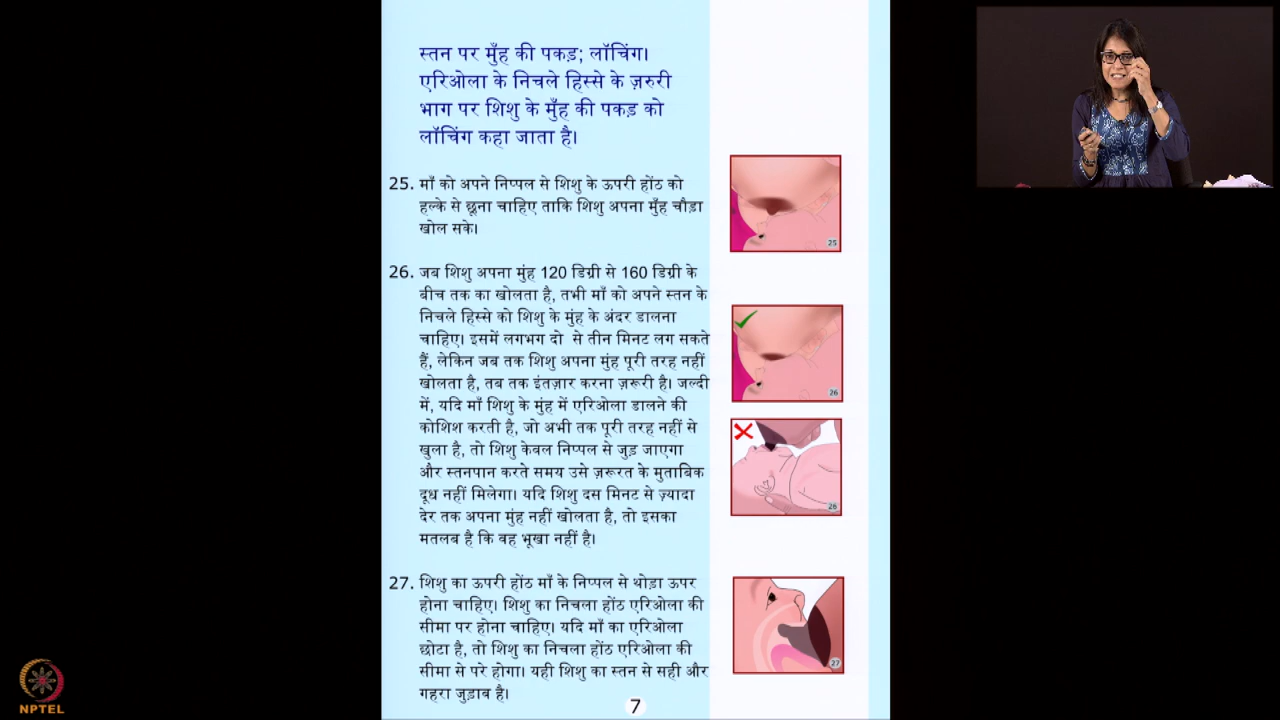 स्तन पर मुँह की पकड़; लॉचिंग।
एरिओला के निचले हिस्से के ज़रुरी
भाग पर शिशु के मुँह की पकड़ को
लॉचिंग कहा जाता है।
25. माँ को अपने निप्पल से शिशु के ऊपरी होंठ को
हल्के से छूना चाहिए ताकि शिशु अपना मुँह चौड़ा
खोल सके।
25
26. जब शिशु अपना मुंह 120 डिग्री से 160 डिग्री के
बीच तक का खोलता है, तभी माँ को अपने स्तन के
निचले हिस्से को शिशु के मुंह के अंदर डालना
चाहिए। इसमें लगभग दो से तीन मिनट लग सकते
हैं, लेकिन जब तक शिशु अपना मुंह पूरी तरह नहीं
खोलता है, तब तक इंतज़ार करना ज़रूरी है। जल्दी
में, यदि माँ शिशु के मुंह में एरिओला डालने की
कोशिश करती है, जो अभी तक पूरी तरह नहीं से
खुला है, तो शिशु केबल निप्पल से जुड़ जाएगा
और स्तनपान करते समय उसे ज़रूरत के मुताबिक
दूध नहीं मिलेगा। यदि शिशु दस मिनट से ज़्यादा
देर तक अपना मुंह नहीं खोलता है, तो इसका
मतलब है कि वह भूखा नहीं है।
26
26
27. शिशु का ऊपरी होंठ माँ के निप्पल से थोड़ा ऊपर
होना चाहिए। शिशु का निचला होंठ एरिओला की
सीमा पर होना चाहिए। यदि माँ का एरिओला
छोटा है, तो शिशु का निचला होंठ एरिओला की
सीमा से परे होगा। यही शिशु का स्तन से सही और
गहरा जुड़ाव है।
27
7
NPTEL